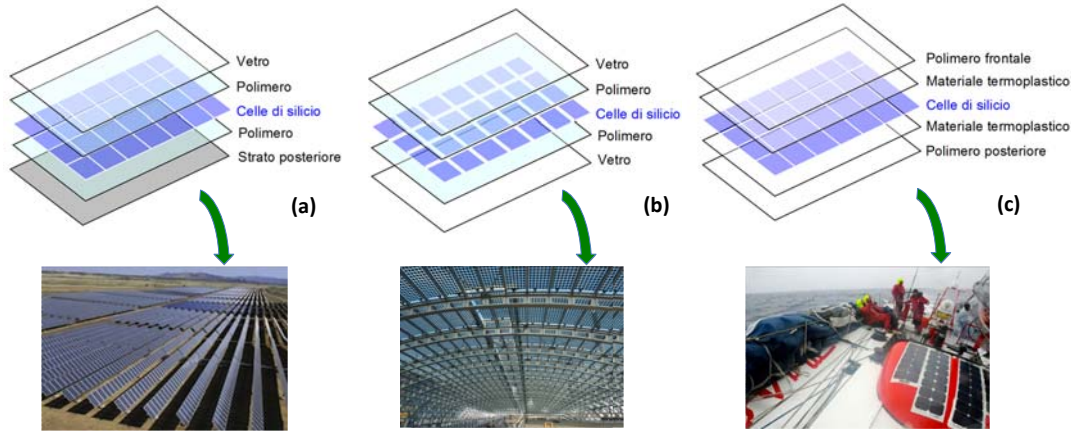 Vetro
Polimero
Celle di silicio
Polimero
Strato posteriore
(a)
Vetro
Polimero
Celle di silicio
Polimero
Vetro
(b)
Polimero frontale
Materiale termoplastico
Celle di silicio
Materiale termoplastico
Polimero posteriore
(c)